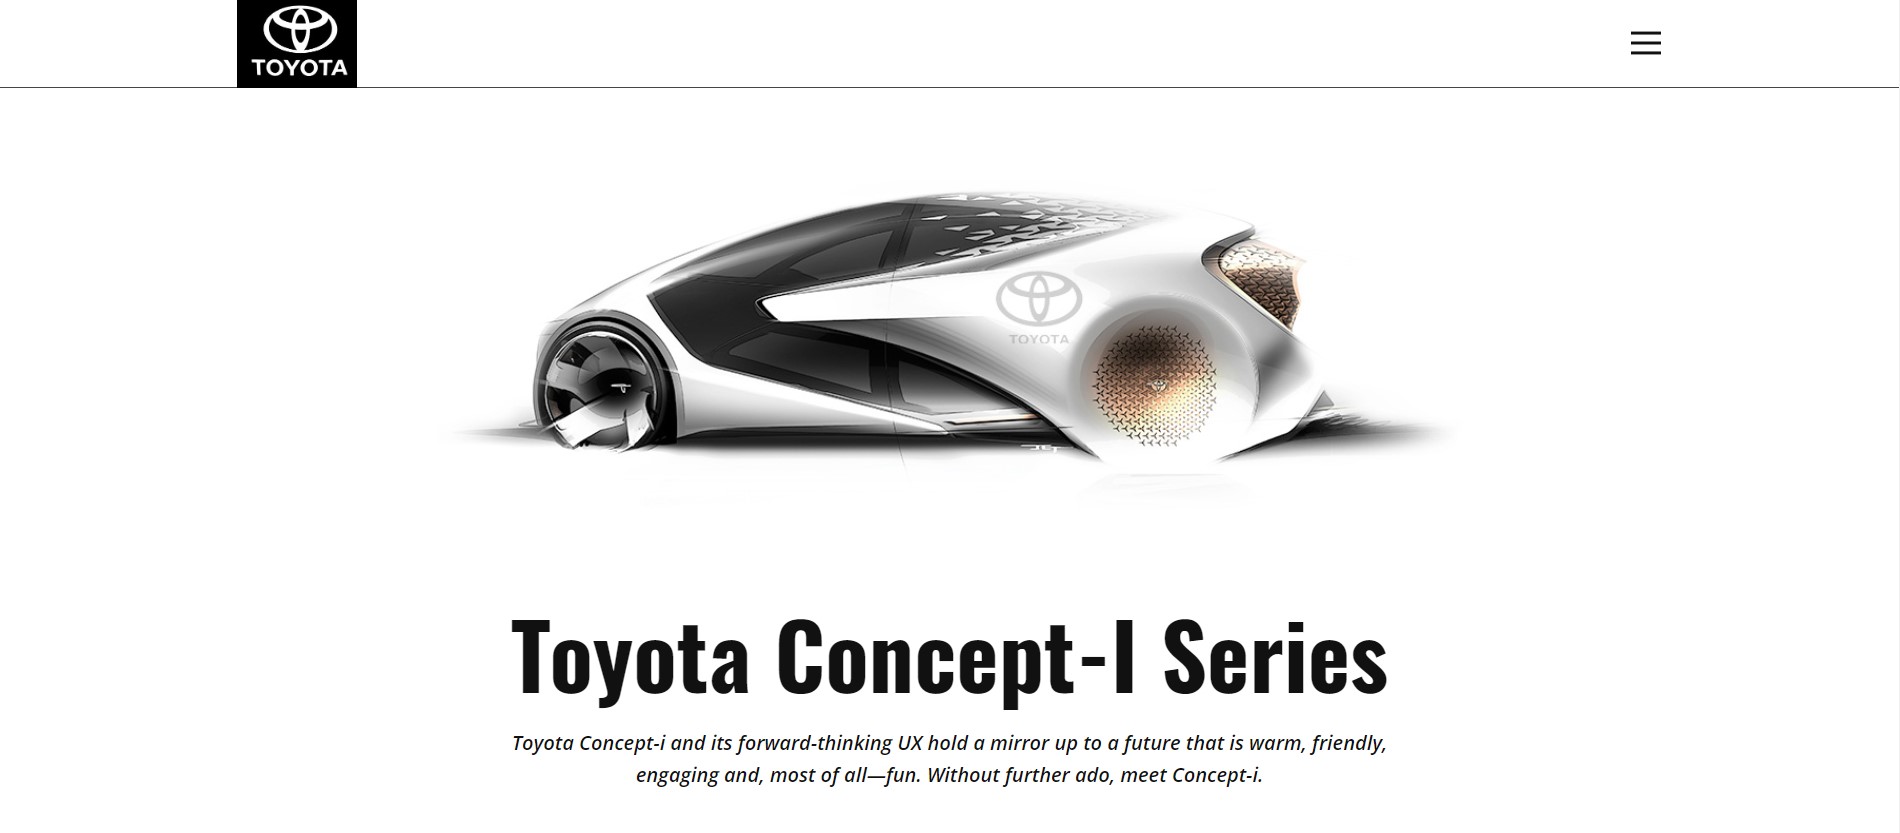 TOYOTA
TOYOTA
Toyota Concept-I Series
Toyota Concept-i and its forward-thinking UX hold a mirror up to a future that is warm, friendly,
engaging and, most of all—fun. Without further ado, meet Concept-i.